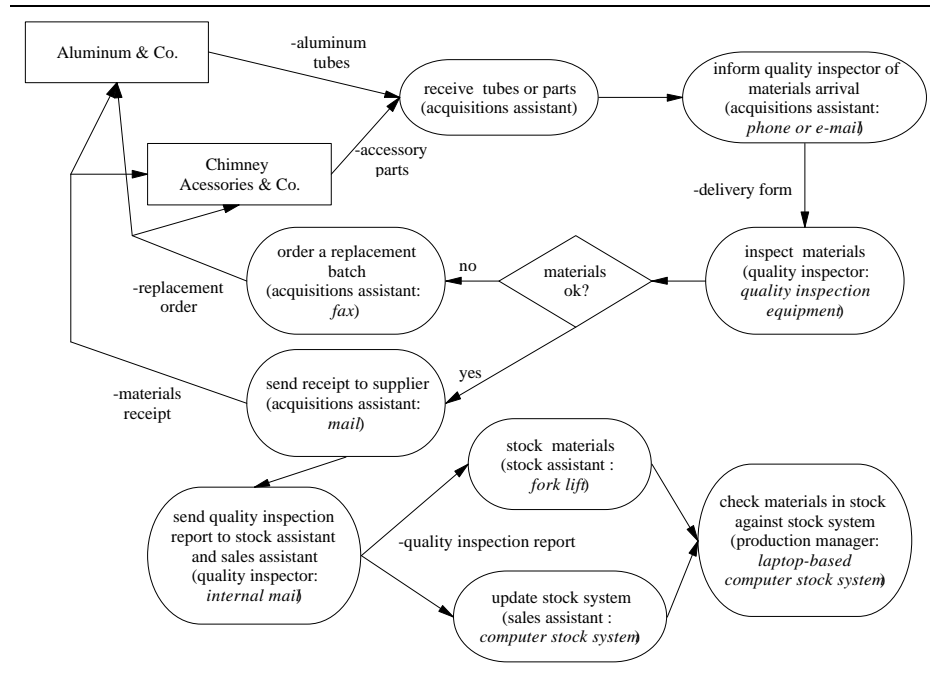 Aluminum & Co.
-aluminum
tubes
receive tubes or parts
(acquisitions assistant)
inform quality inspector of
materials arrival
(acquisitions assistant:
phone or e-mail)
Chimney
Acessories & Co.
-accessory
parts
-delivery form
order a replacement
batch
(acquisitions assistant:
fax)
no
materials
ok?
inspect materials
(quality inspector:
quality inspection
equipment)
-replacement
order
yes
send receipt to supplier
(acquisitions assistant:
mail)
-materials
receipt
stock materials
(stock assistant :
fork lift)
send quality inspection
report to stock assistant
and sales assistant
(quality inspector:
internal mail)
-quality inspection report
check materials in stock
against stock system
(production manager:
laptop-based
computer stock system)
update stock system
(sales assistant :
computer stock system)